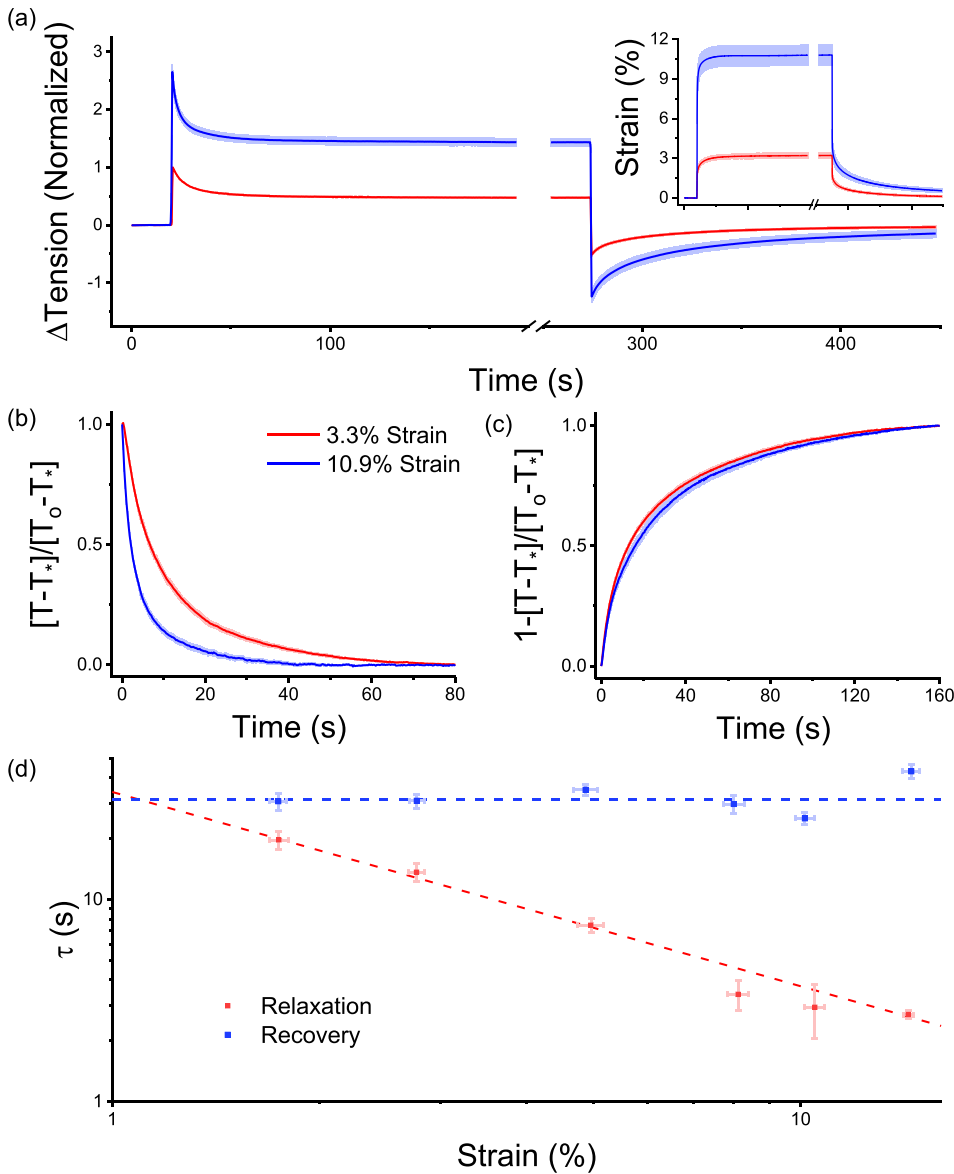 (a)
ΔTension (Normalized)
3
2
1
0
-1
0
100
300
400
Time (s)
Strain (%)
12
9
6
3
0
(b)
[T-T*]/[To-T*]
1.0
0.5
0.0
0
20
40
60
80
Time (s)
3.3% Strain
10.9% Strain
(c)
1-[T-T*]/[To-T*]
1.0
0.5
0.0
0
40
80
120
160
Time (s)
(d)
τ (s)
10
1
1
10
Relaxation
Recovery
Strain (%)